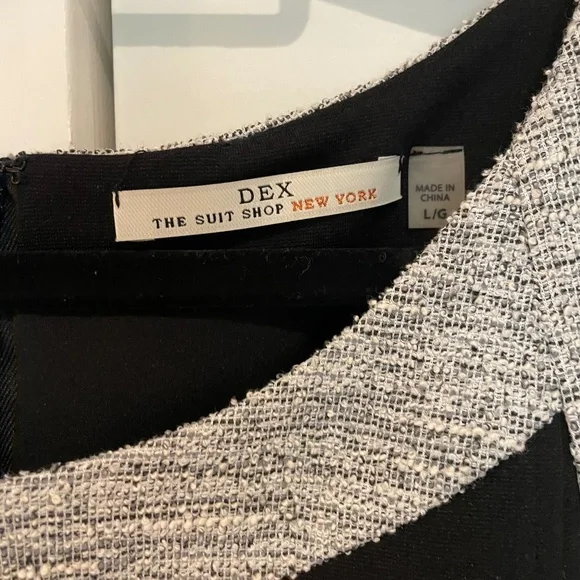 DEX
THE SUIT SHOP NEW YORK
MADE IN
CHINA
L/G